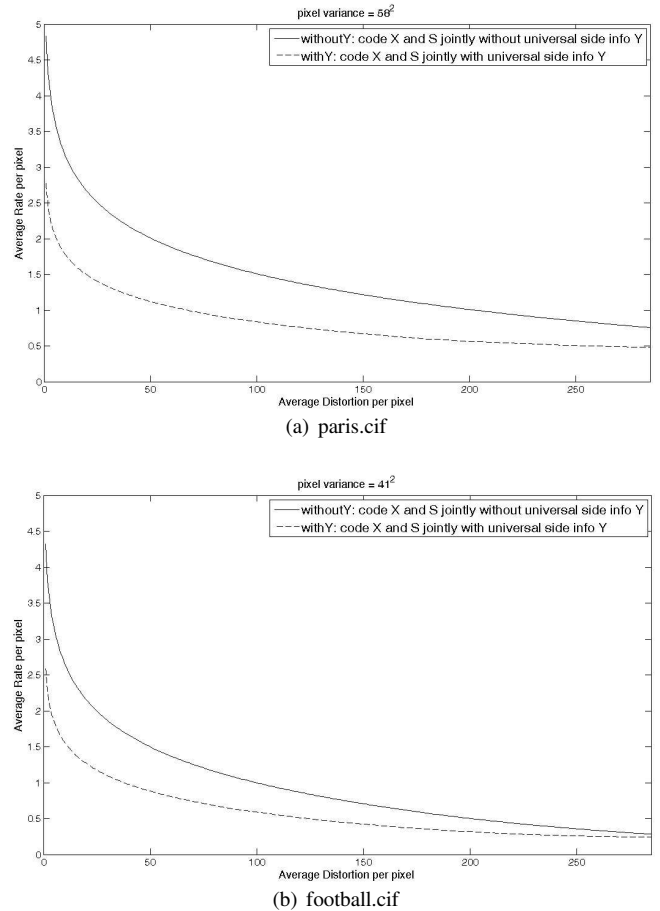 pixel variance = 56²
withoutY: code X and S jointly without universal side info Y
withY: code X and S jointly with universal side info Y
5
4.5
4
3.5
3
2.5
2
1.5
1
0.5
0
Average Rate per pixel
0 50 100 150 200 250
Average Distortion per pixel
(a) paris.cif
pixel variance = 41²
withoutY: code X and S jointly without universal side info Y
withY: code X and S jointly with universal side info Y
5
4.5
4
3.5
3
2.5
2
1.5
1
0.5
0
Average Rate per pixel
0 50 100 150 200 250
Average Distortion per pixel
(b) football.cif